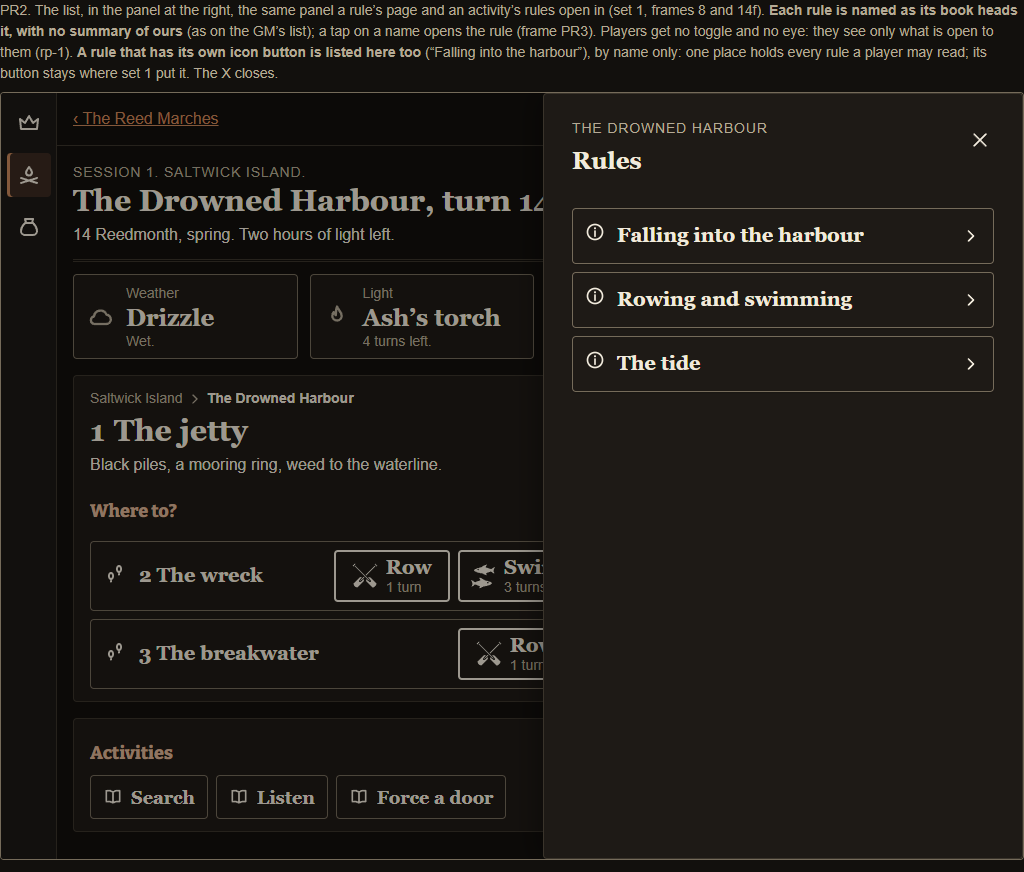 PR2. The list, in the panel at the right, the same panel a rule's page and an activity's rules open in (set 1, frames 8 and 14f). Each rule is named as its book heads
it, with no summary of ours (as on the GM's list); a tap on a name opens the rule (frame PR3). Players get no toggle and no eye: they see only what is open to
them (rp-1). A rule that has its own icon button is listed here too (“Falling into the harbour”), by name only: one place holds every rule a player may read; its
button stays where set 1 put it. The X closes.
‹ The Reed Marches
SESSION 1. SALTWICK ISLAND.
The Drowned Harbour, turn 14
14 Reedmonth, spring. Two hours of light left.
Weather
Drizzle
Wet.
Light
Ash’s torch
4 turns left.
Saltwick Island > The Drowned Harbour
1 The jetty
Black piles, a mooring ring, weed to the waterline.
Where to?
2 The wreck
Row
1 turn
Swi
3 turns
3 The breakwater
Row
1 turn
Activities
Search
Listen
Force a door
THE DROWNED HARBOUR
Rules
Falling into the harbour
Rowing and swimming
The tide